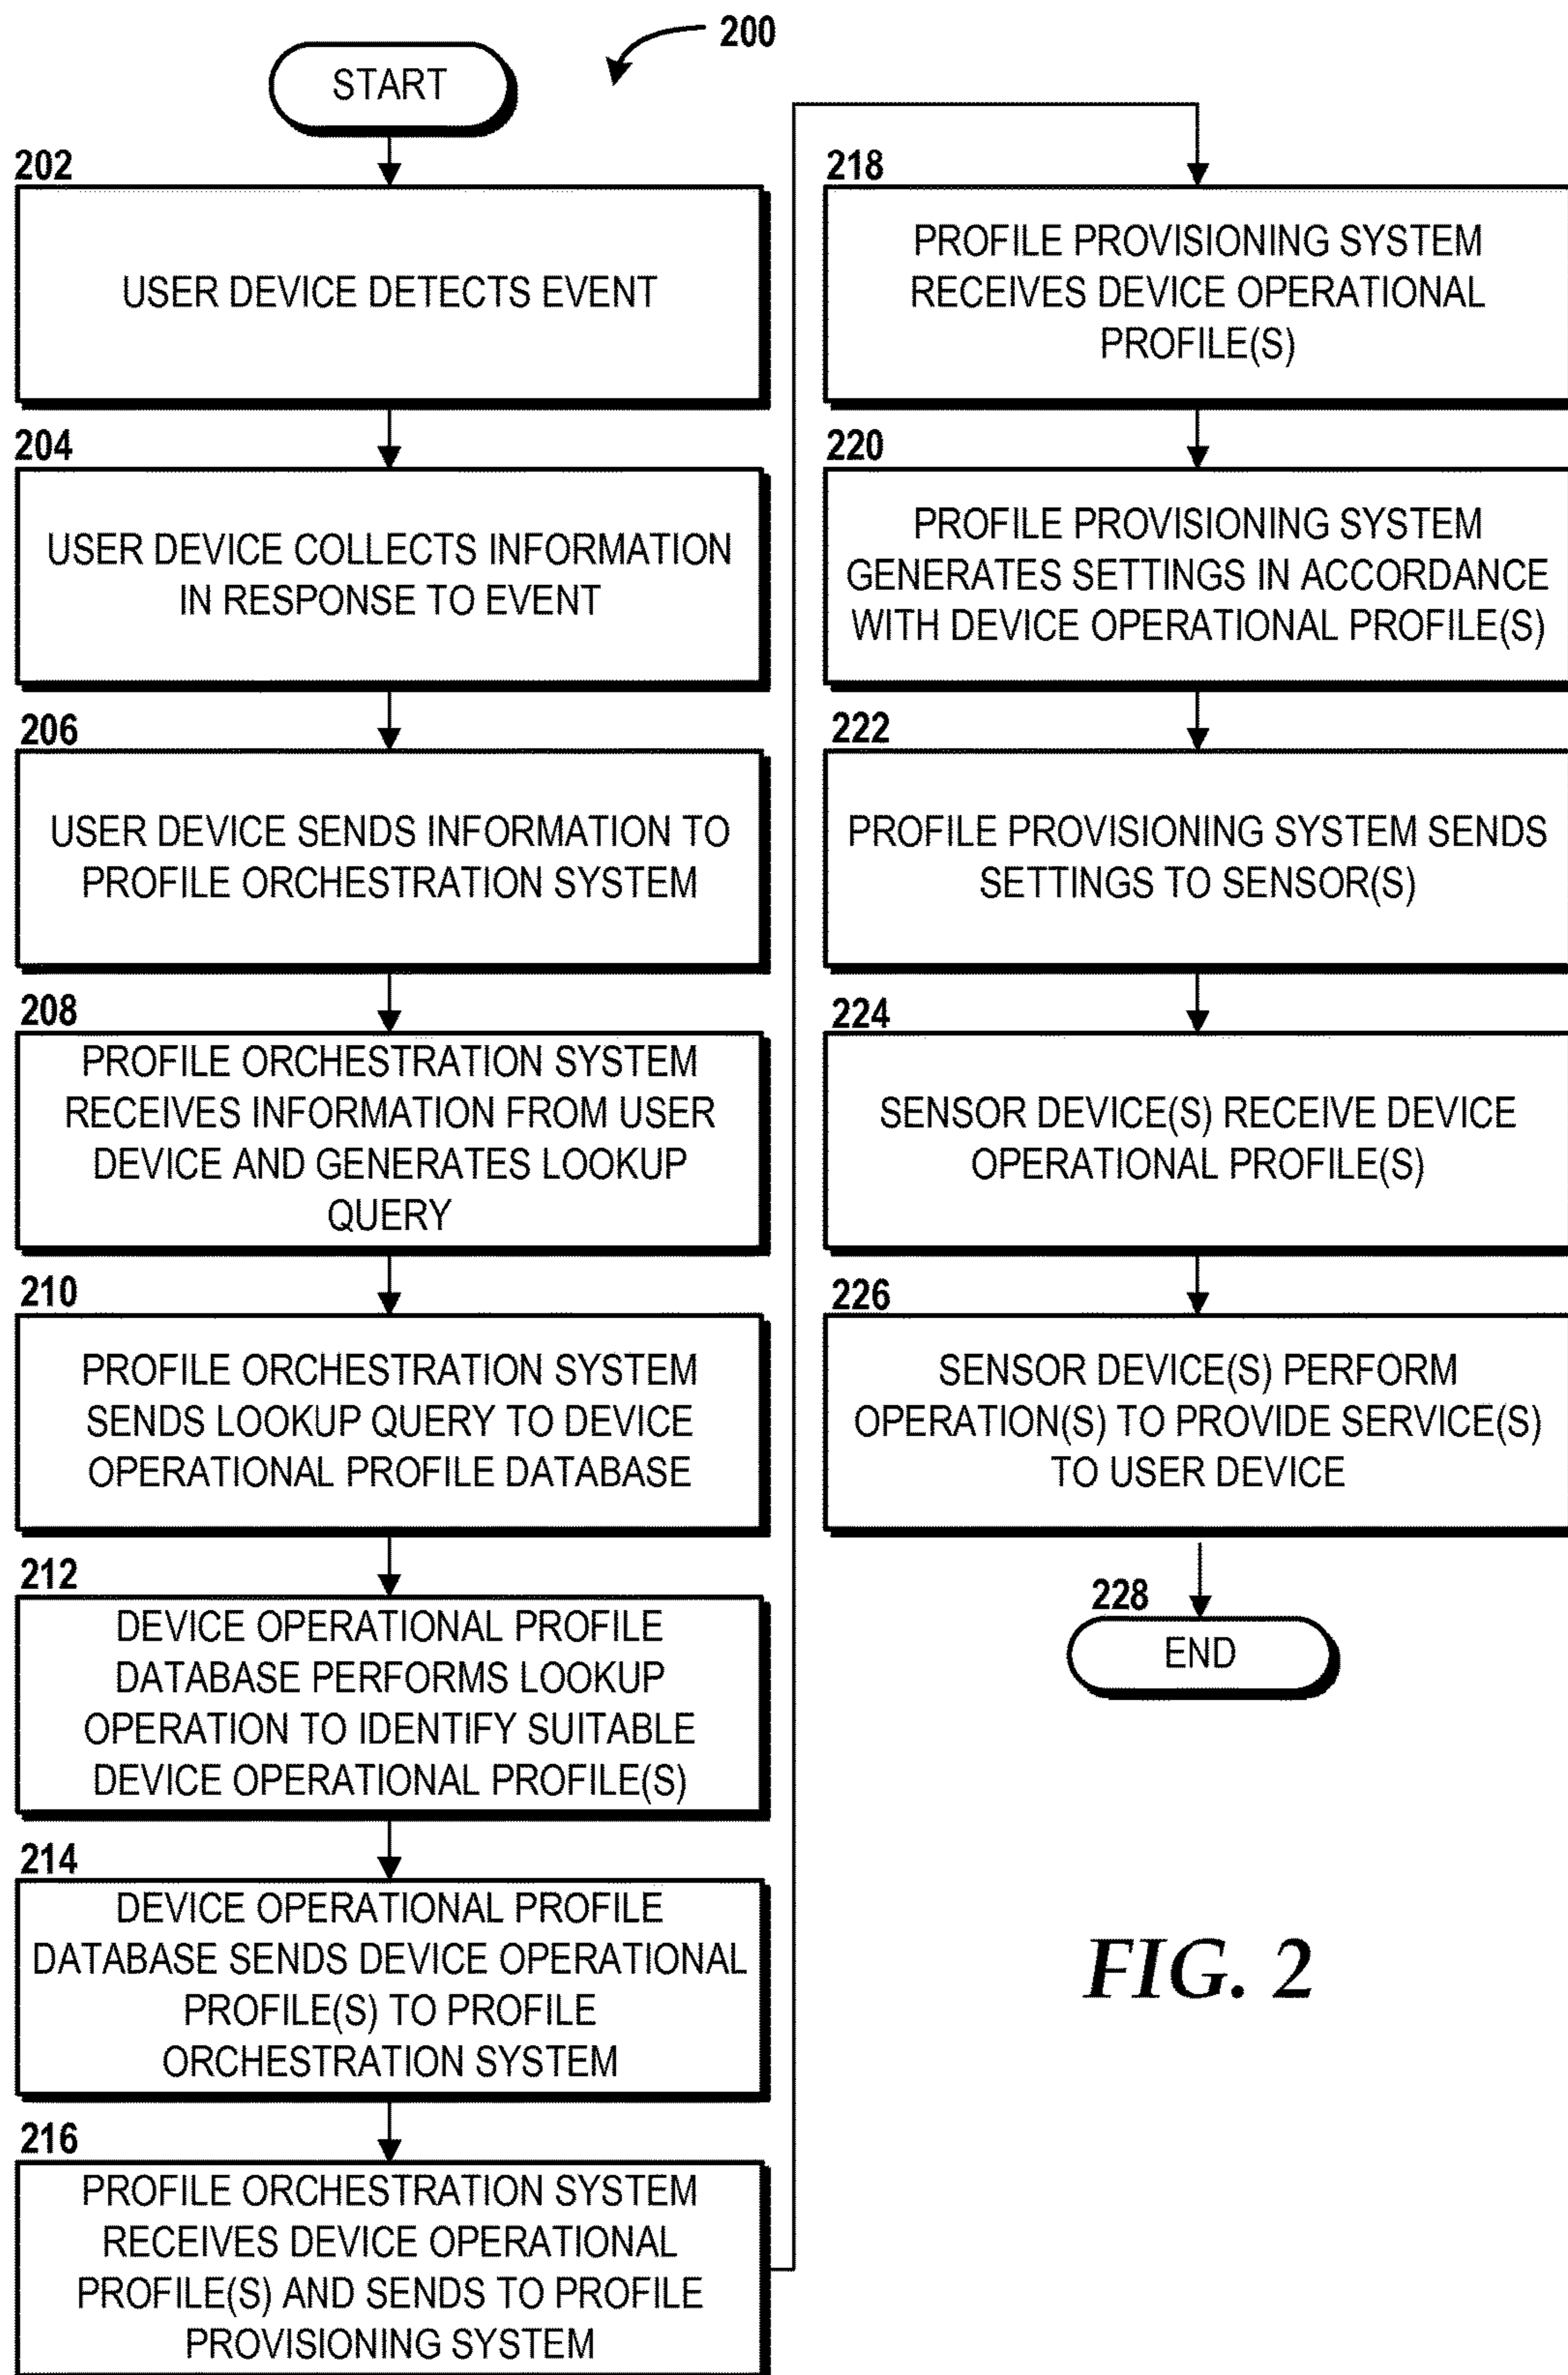 200
START
202
USER DEVICE DETECTS EVENT
204
USER DEVICE COLLECTS INFORMATION
IN RESPONSE TO EVENT
206
USER DEVICE SENDS INFORMATION TO
PROFILE ORCHESTRATION SYSTEM
208
PROFILE ORCHESTRATION SYSTEM
RECEIVES INFORMATION FROM USER
DEVICE AND GENERATES LOOKUP
QUERY
210
PROFILE ORCHESTRATION SYSTEM
SENDS LOOKUP QUERY TO DEVICE
OPERATIONAL PROFILE DATABASE
212
DEVICE OPERATIONAL PROFILE
DATABASE PERFORMS LOOKUP
OPERATION TO IDENTIFY SUITABLE
DEVICE OPERATIONAL PROFILE(S)
214
DEVICE OPERATIONAL PROFILE
DATABASE SENDS DEVICE OPERATIONAL
PROFILE(S) TO PROFILE
ORCHESTRATION SYSTEM
216
PROFILE ORCHESTRATION SYSTEM
RECEIVES DEVICE OPERATIONAL
PROFILE(S) AND SENDS TO PROFILE
PROVISIONING SYSTEM
218
PROFILE PROVISIONING SYSTEM
RECEIVES DEVICE OPERATIONAL
PROFILE(S)
220
PROFILE PROVISIONING SYSTEM
GENERATES SETTINGS IN ACCORDANCE
WITH DEVICE OPERATIONAL PROFILE(S)
222
PROFILE PROVISIONING SYSTEM SENDS
SETTINGS TO SENSOR(S)
224
SENSOR DEVICE(S) RECEIVE DEVICE
OPERATIONAL PROFILE(S)
226
SENSOR DEVICE(S) PERFORM
OPERATION(S) TO PROVIDE SERVICE(S)
TO USER DEVICE
228
END
FIG. 2